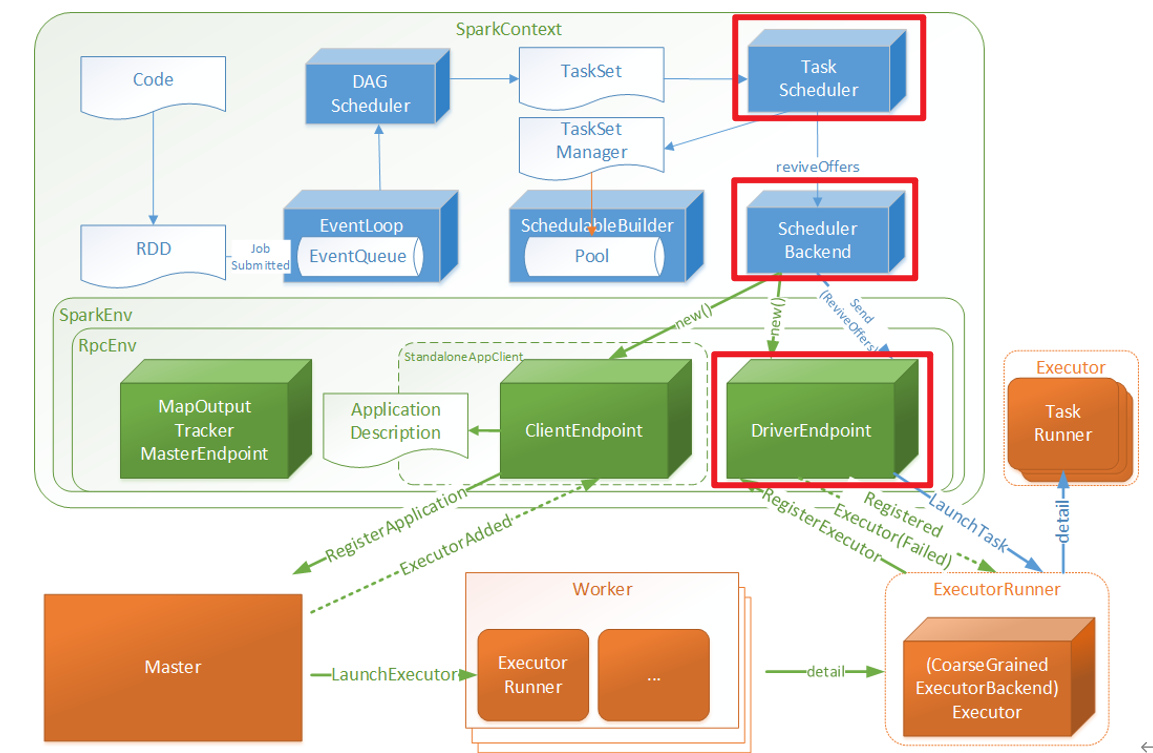 SparkContext
Code
DAG
Scheduler
TaskSet
Task
Scheduler
TaskSet
Manager
reviveOffers
RDD
Job
Submitted
EventLoop
EventQueue
SchedulableBuilder
Pool
Scheduler
Backend
SparkEnv
RpcEnv
new()
new()
Send
(ReviveOffers)
StandaloneAppClient
MapOutput
Tracker
MasterEndpoint
Application
Description
ClientEndpoint
DriverEndpoint
Executor
Task
Runner
RegisterApplication
ExecutorAdded
RegisterExecutor
Registered
Executor(Failed)
LaunchTask
detail
Master
LaunchExecutor
Worker
Executor
Runner
...
detail
ExecutorRunner
(CoarseGrained
ExecutorBackend)
Executor